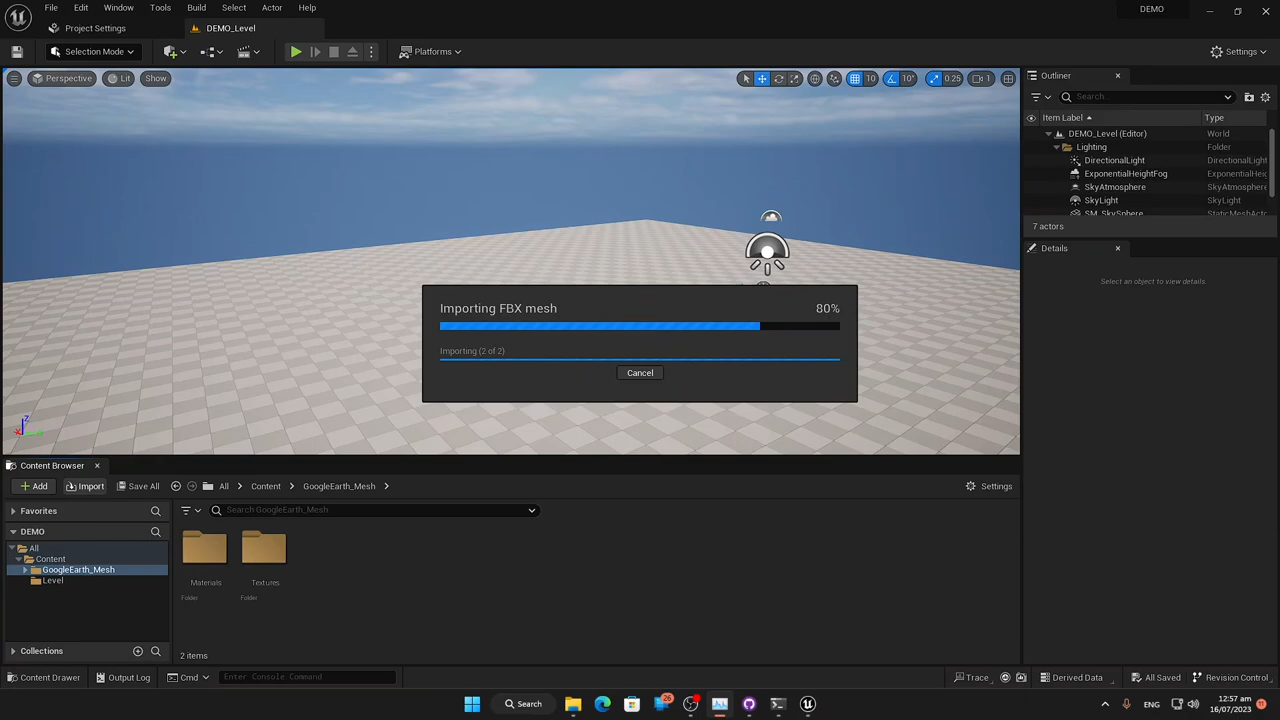 File Edit Window Tools Build Select Actor Help
DEMO
Project Settings
DEMO_Level
Selection Mode
Platforms
Settings
Perspective
Lit
Show
10
10°
0.25
1
Outliner
Search...
Item Label
Type
DEMO_Level (Editor) World
Lighting Folder
DirectionalLight DirectionalLight
ExponentialHeightFog ExponentialHeig
SkyAtmosphere SkyAtmosphere
SkyLight SkyLight
SM_SkySphere StaticMeshActo
7 actors
Details
Select an object to view details.
Importing FBX mesh 80%
Importing (2 of 2)
Cancel
Z
Content Browser
Add
Import
Save All
All
Content
GoogleEarth_Mesh
Settings
Favorites
Search GoogleEarth_Mesh
DEMO
All
Content
GoogleEarth_Mesh
Level
Materials
Textures
Folder
Folder
Collections
2 items
Content Drawer
Output Log
Cmd
Enter Console Command
Trace
Derived Data
All Saved
Revision Control
Search
26
ENG
12:57 am
16/07/2023